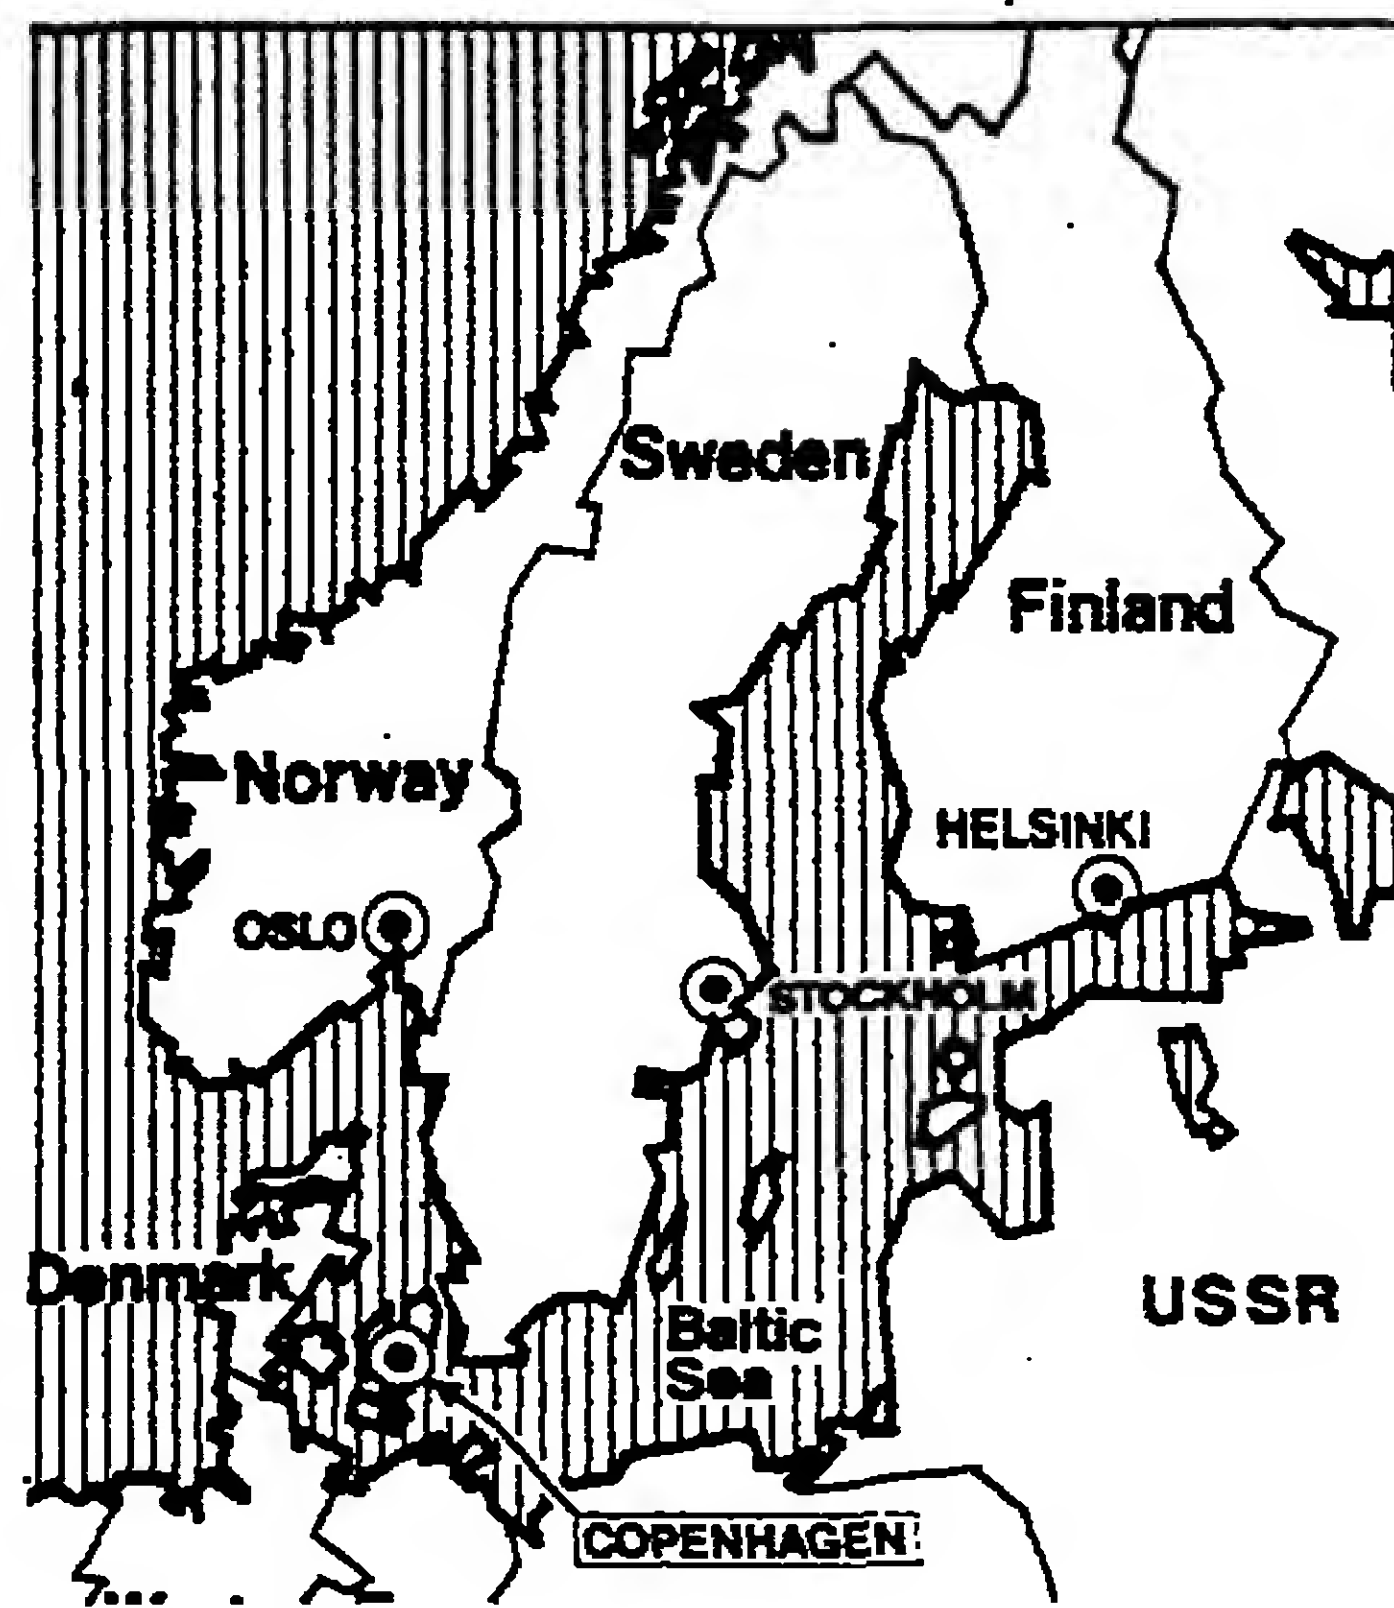 Sweden
Finland
Norway
HELSINKI
OSLO
STOCKHOLM
Denmark
USSR
Baltic
Sea
COPENHAGEN